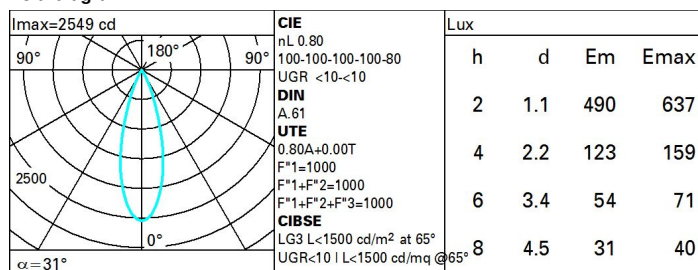 Imax=2549 cd
90° 180° 90°
2500
0°
α=31°
CIE
nL 0.80
100-100-100-100-80
UGR <10-<10
DIN
A.61
UTE
0.80A+0.00T
F"1=1000
F"1+F"2=1000
F"1+F"2+F"3=1000
CIBSE
LG3 L<1500 cd/m² at 65°
UGR<10 | L<1500 cd/mq @65°
Lux
h d Em Emax
2 1.1 490 637
4 2.2 123 159
6 3.4 54 71
8 4.5 31 40